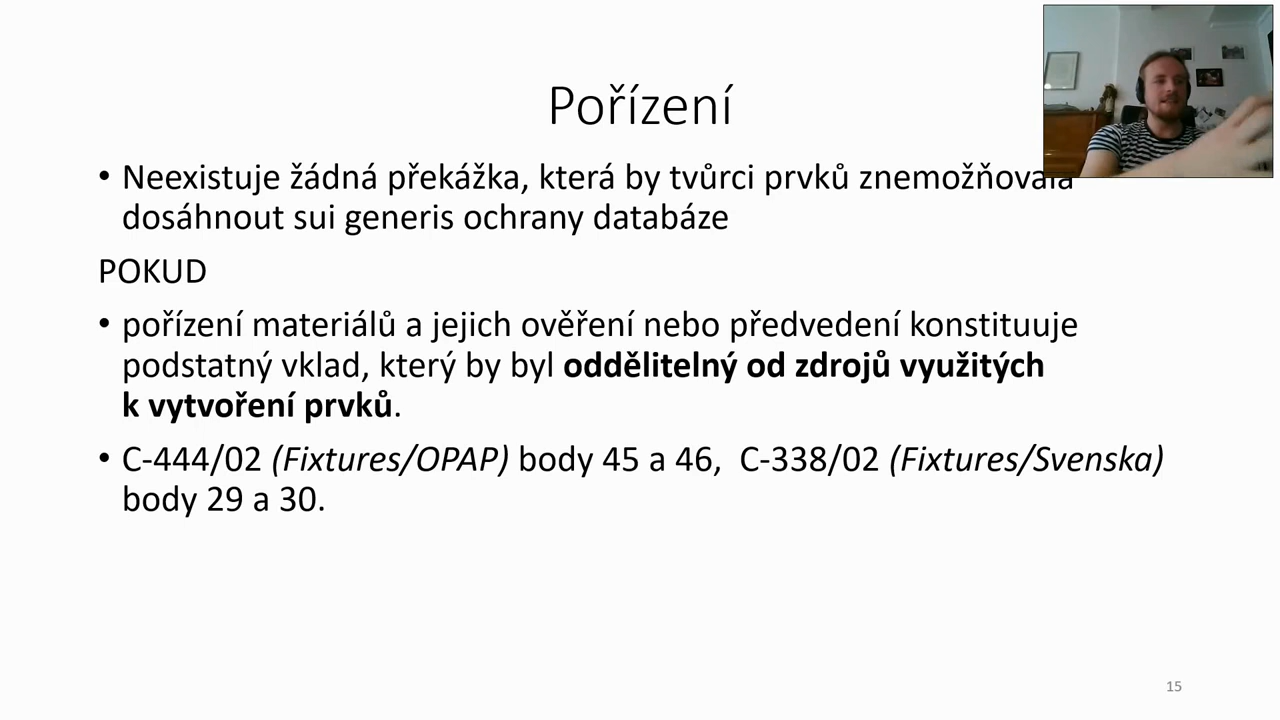 Pořízení
• Neexistuje žádná překážka, která by tvůrci prvků znemožňovala
dosáhnout sui generis ochrany databáze
POKUD
• pořízení materiálů a jejich ověření nebo předvedení konstituuje
podstatný vklad, který by byl oddělitelný od zdrojů využitých
k vytvoření prvků.
• C-444/02 (Fixtures/OPAP) body 45 a 46,  C-338/02 (Fixtures/Svenska)
body 29 a 30.
15